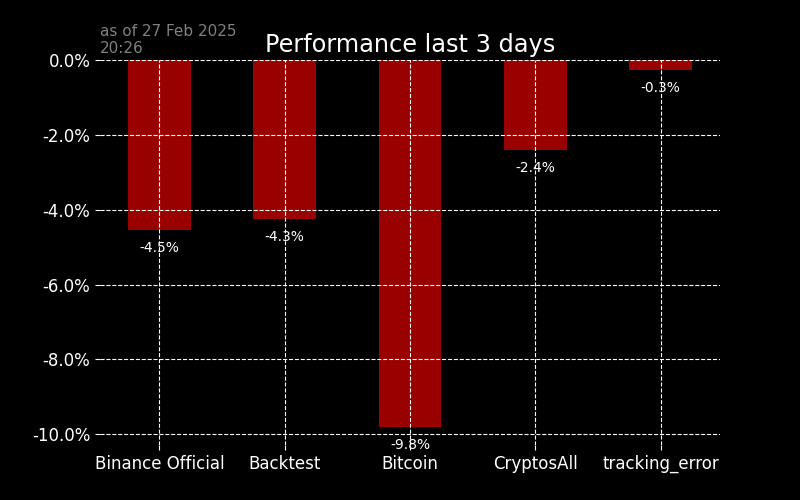 as of 27 Feb 2025
20:26
Performance last 3 days
0.0%
-2.0%
-4.0%
-6.0%
-8.0%
-10.0%
-4.5%
-4.3%
-9.8%
-2.4%
-0.3%
Binance Official
Backtest
Bitcoin
CryptosAll
tracking_error